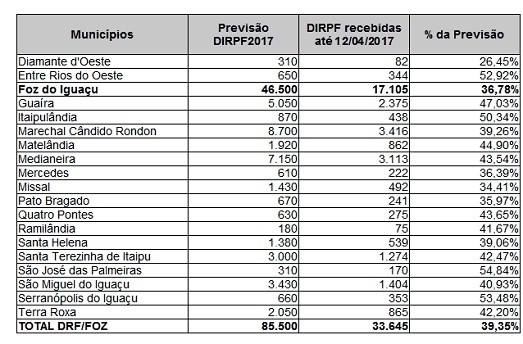 Municípios Previsão DIRPF2017 DIRPF recebidas até 12/04/2017 % da Previsão
Diamante d'Oeste 310 82 26,45%
Entre Rios do Oeste 650 344 52,92%
Foz do Iguaçu 46.500 17.105 36,78%
Guaíra 5.050 2.375 47,03%
Itaipulândia 870 438 50,34%
Marechal Cândido Rondon 8.700 3.416 39,26%
Matelândia 1.920 862 44,90%
Medianeira 7.150 3.113 43,54%
Mercedes 610 222 36,39%
Missal 1.430 492 34,41%
Pato Bragado 670 241 35,97%
Quatro Pontes 630 275 43,65%
Ramilândia 180 75 41,67%
Santa Helena 1.380 539 39,06%
Santa Terezinha de Itaipu 3.000 1.274 42,47%
São José das Palmeiras 310 170 54,84%
São Miguel do Iguaçu 3.430 1.404 40,93%
Serranópolis do Iguaçu 660 353 53,48%
Terra Roxa 2.050 865 42,20%
TOTAL DRF/FOZ 85.500 33.645 39,35%